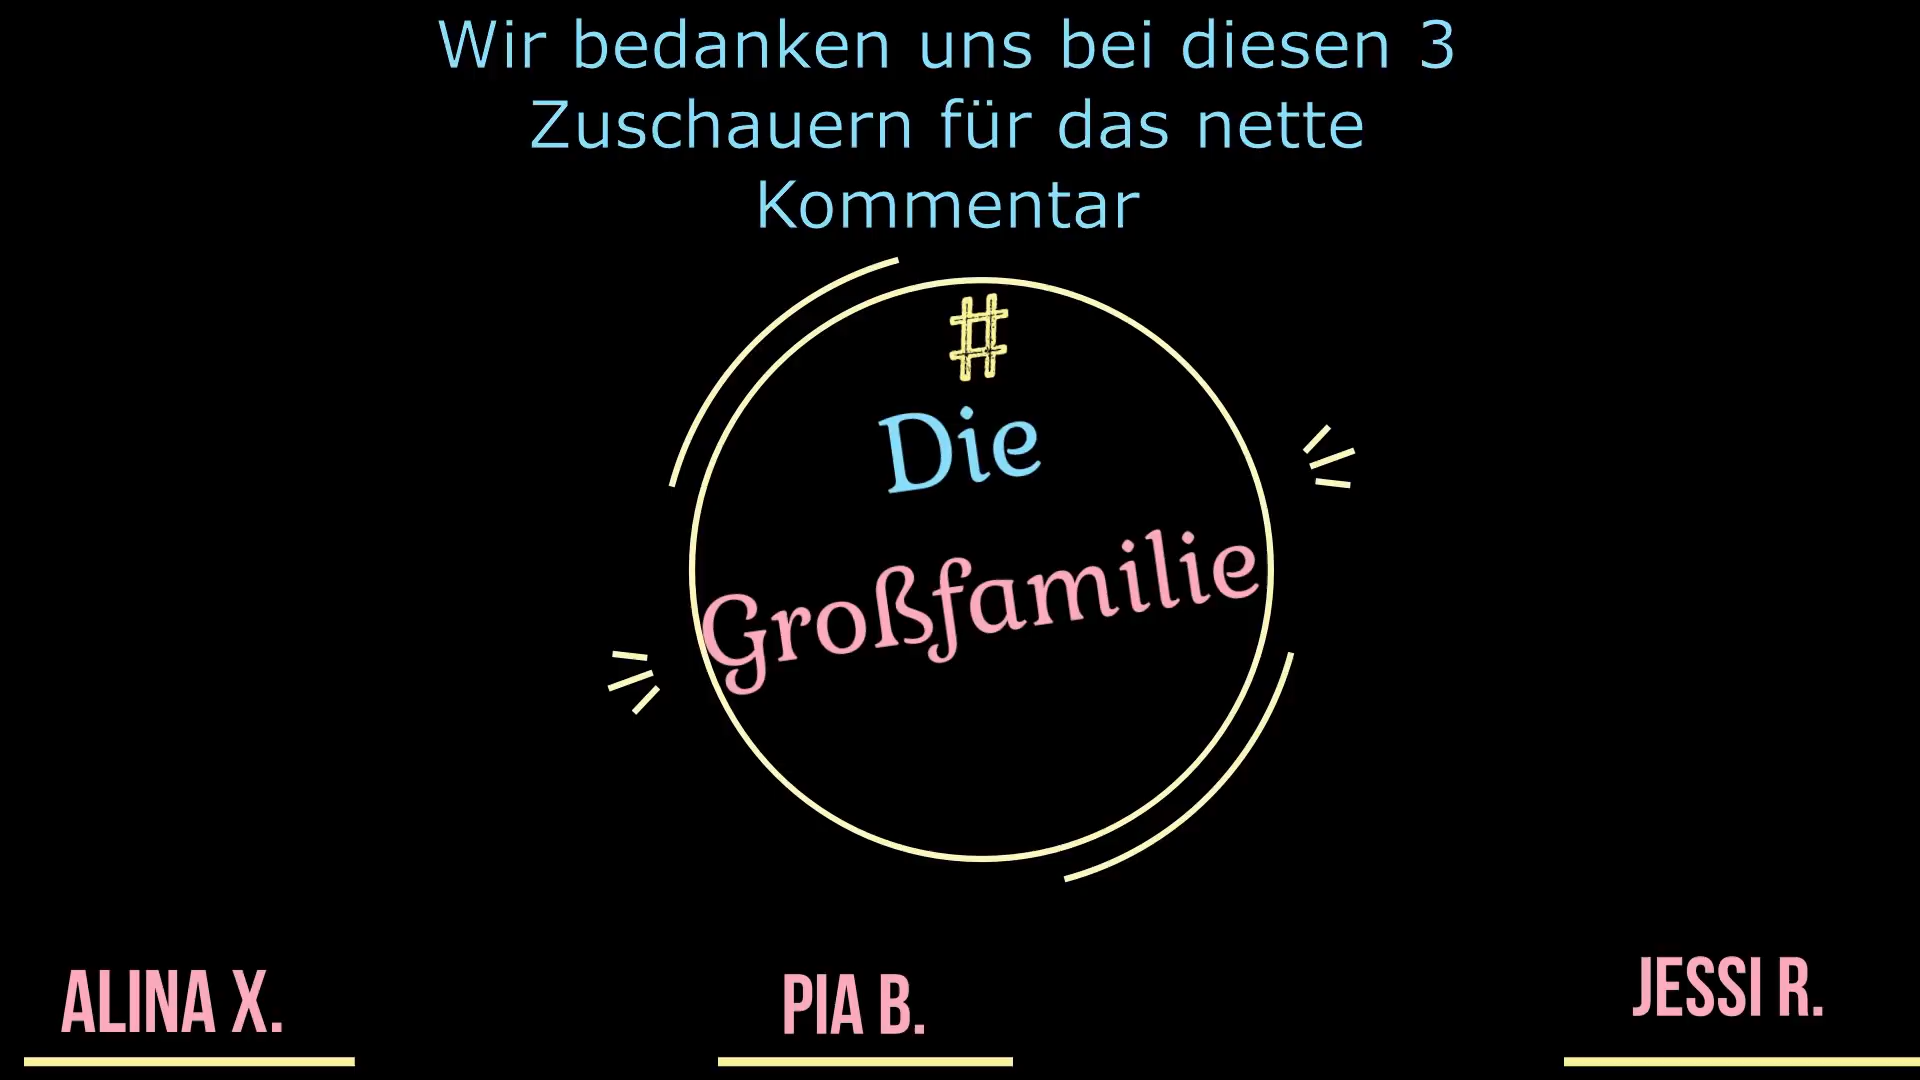 Wir bedanken uns bei diesen 3
Zuschauern für das nette
Kommentar
#
Die
Großfamilie
ALINA X.
PIA B.
JESSI R.